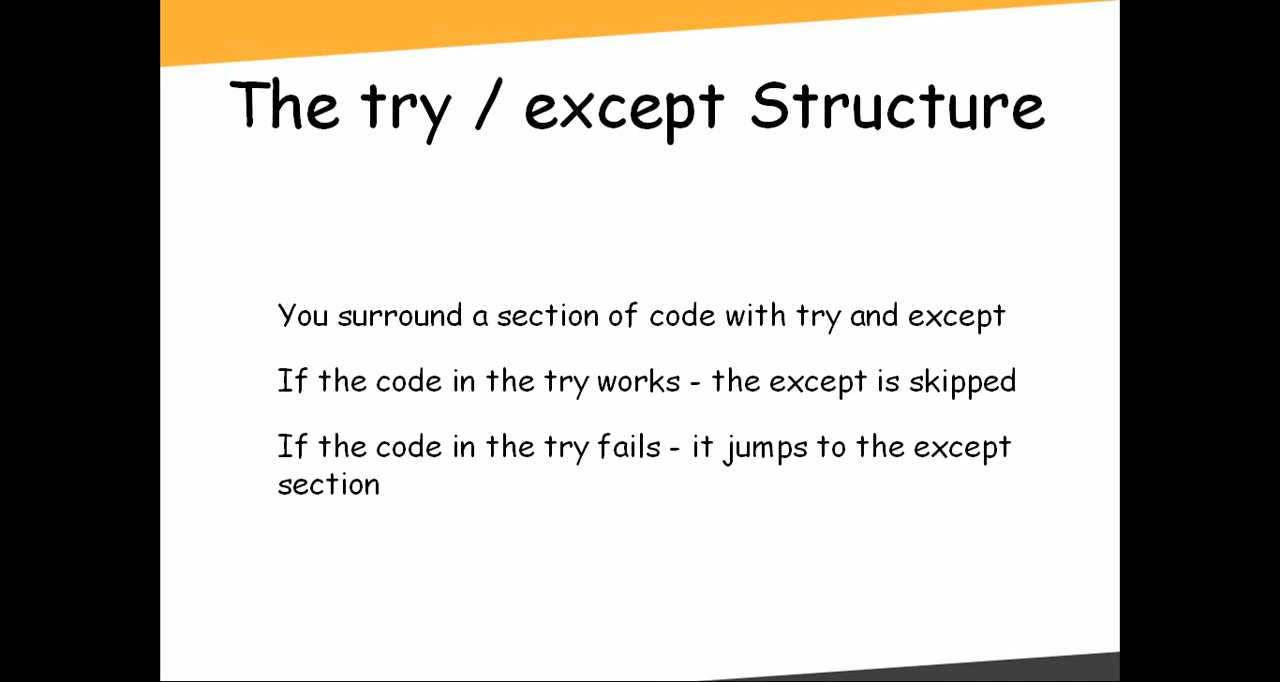 The try / except Structure
You surround a section of code with try and except
If the code in the try works - the except is skipped
If the code in the try fails - it jumps to the except
section